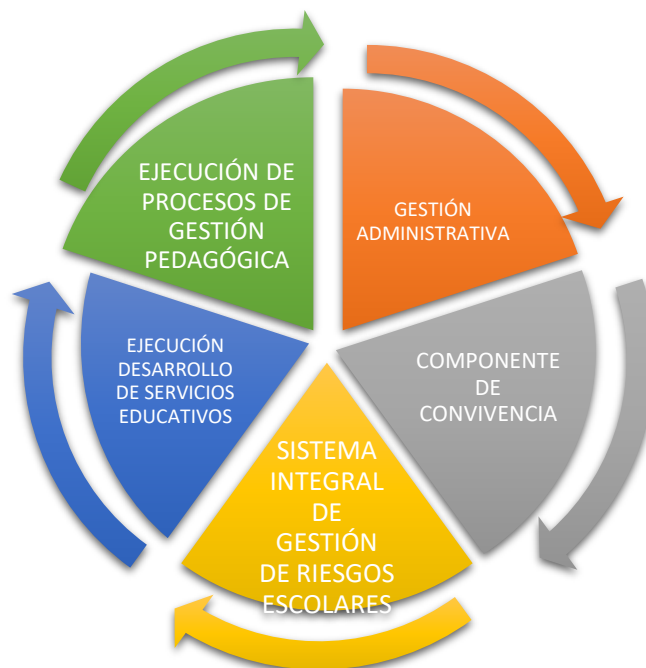 EJECUCIÓN DE
PROCESOS DE
GESTIÓN
PEDAGÓGICA
GESTIÓN
ADMINISTRATIVA
COMPONENTE
DE
CONVIVENCIA
SISTEMA
INTEGRAL
DE
GESTIÓN
DE RIESGOS
ESCOLARES
EJECUCIÓN
DESARROLLO
DE SERVICIOS
EDUCATIVOS